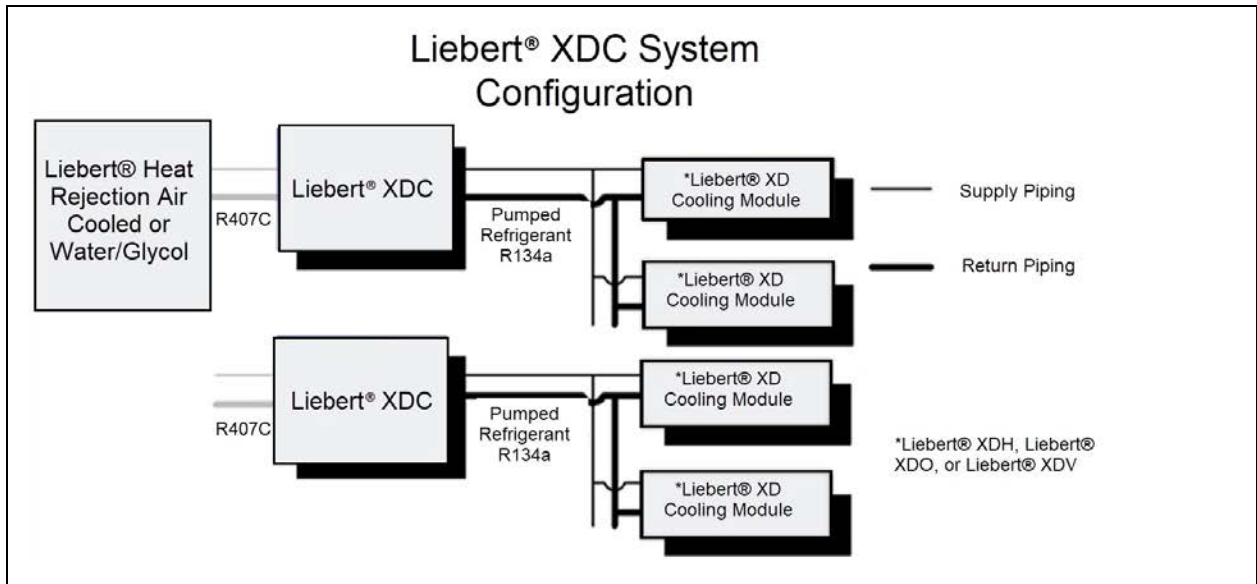 Liebert® XDC System
Configuration
Liebert® Heat
Rejection Air
Cooled or
Water/Glycol
R407C
Liebert® XDC
Pumped
Refrigerant
R134a
*Liebert® XD
Cooling Module
*Liebert® XD
Cooling Module
Supply Piping
Return Piping
R407C
Liebert® XDC
Pumped
Refrigerant
R134a
*Liebert® XD
Cooling Module
*Liebert® XD
Cooling Module
*Liebert® XDH, Liebert®
XDO, or Liebert® XDV